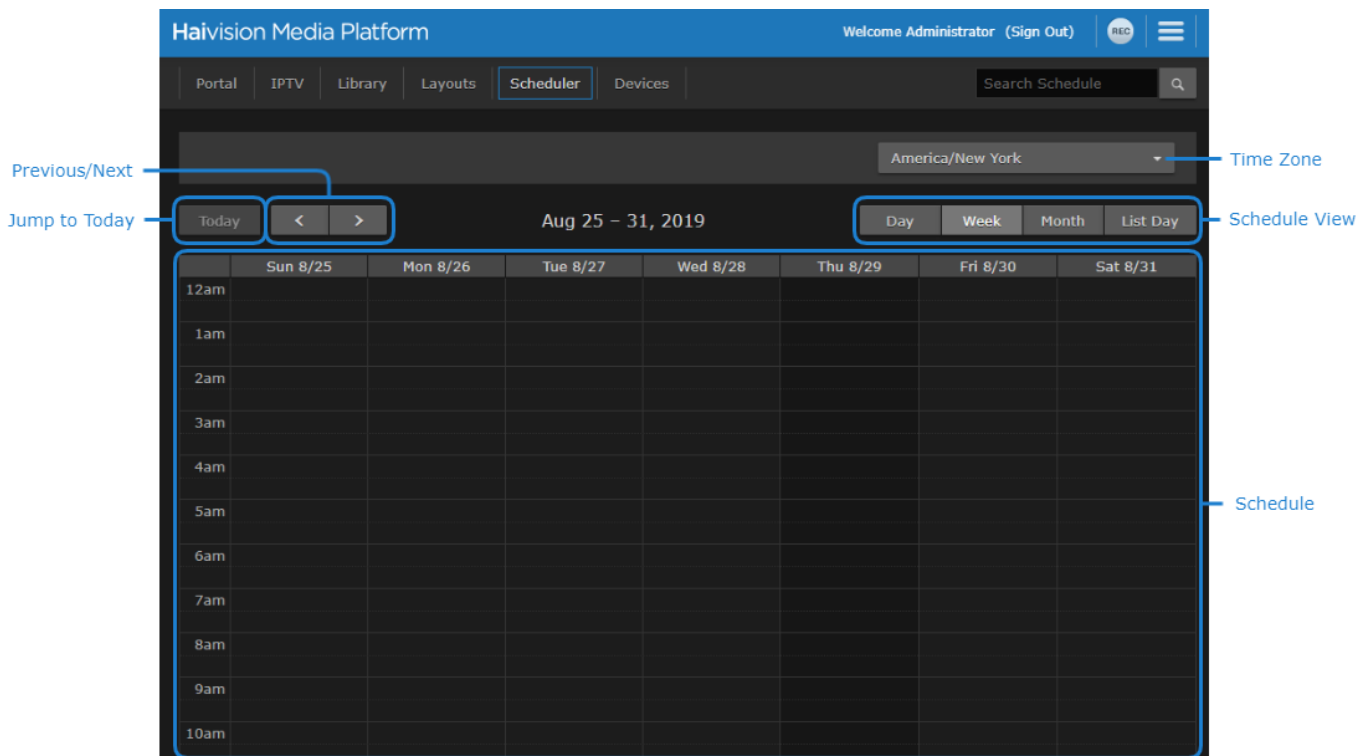 Haivision Media Platform
Welcome Administrator (Sign Out)
REC
Portal IPTV Library Layouts Scheduler Devices
Search Schedule
America/New York
Time Zone
Previous/Next
Jump to Today
Today < >
Aug 25 – 31, 2019
Day Week Month List Day
Schedule View
Sun 8/25 Mon 8/26 Tue 8/27 Wed 8/28 Thu 8/29 Fri 8/30 Sat 8/31
12am
1am
2am
3am
4am
5am
Schedule
6am
7am
8am
9am
10am